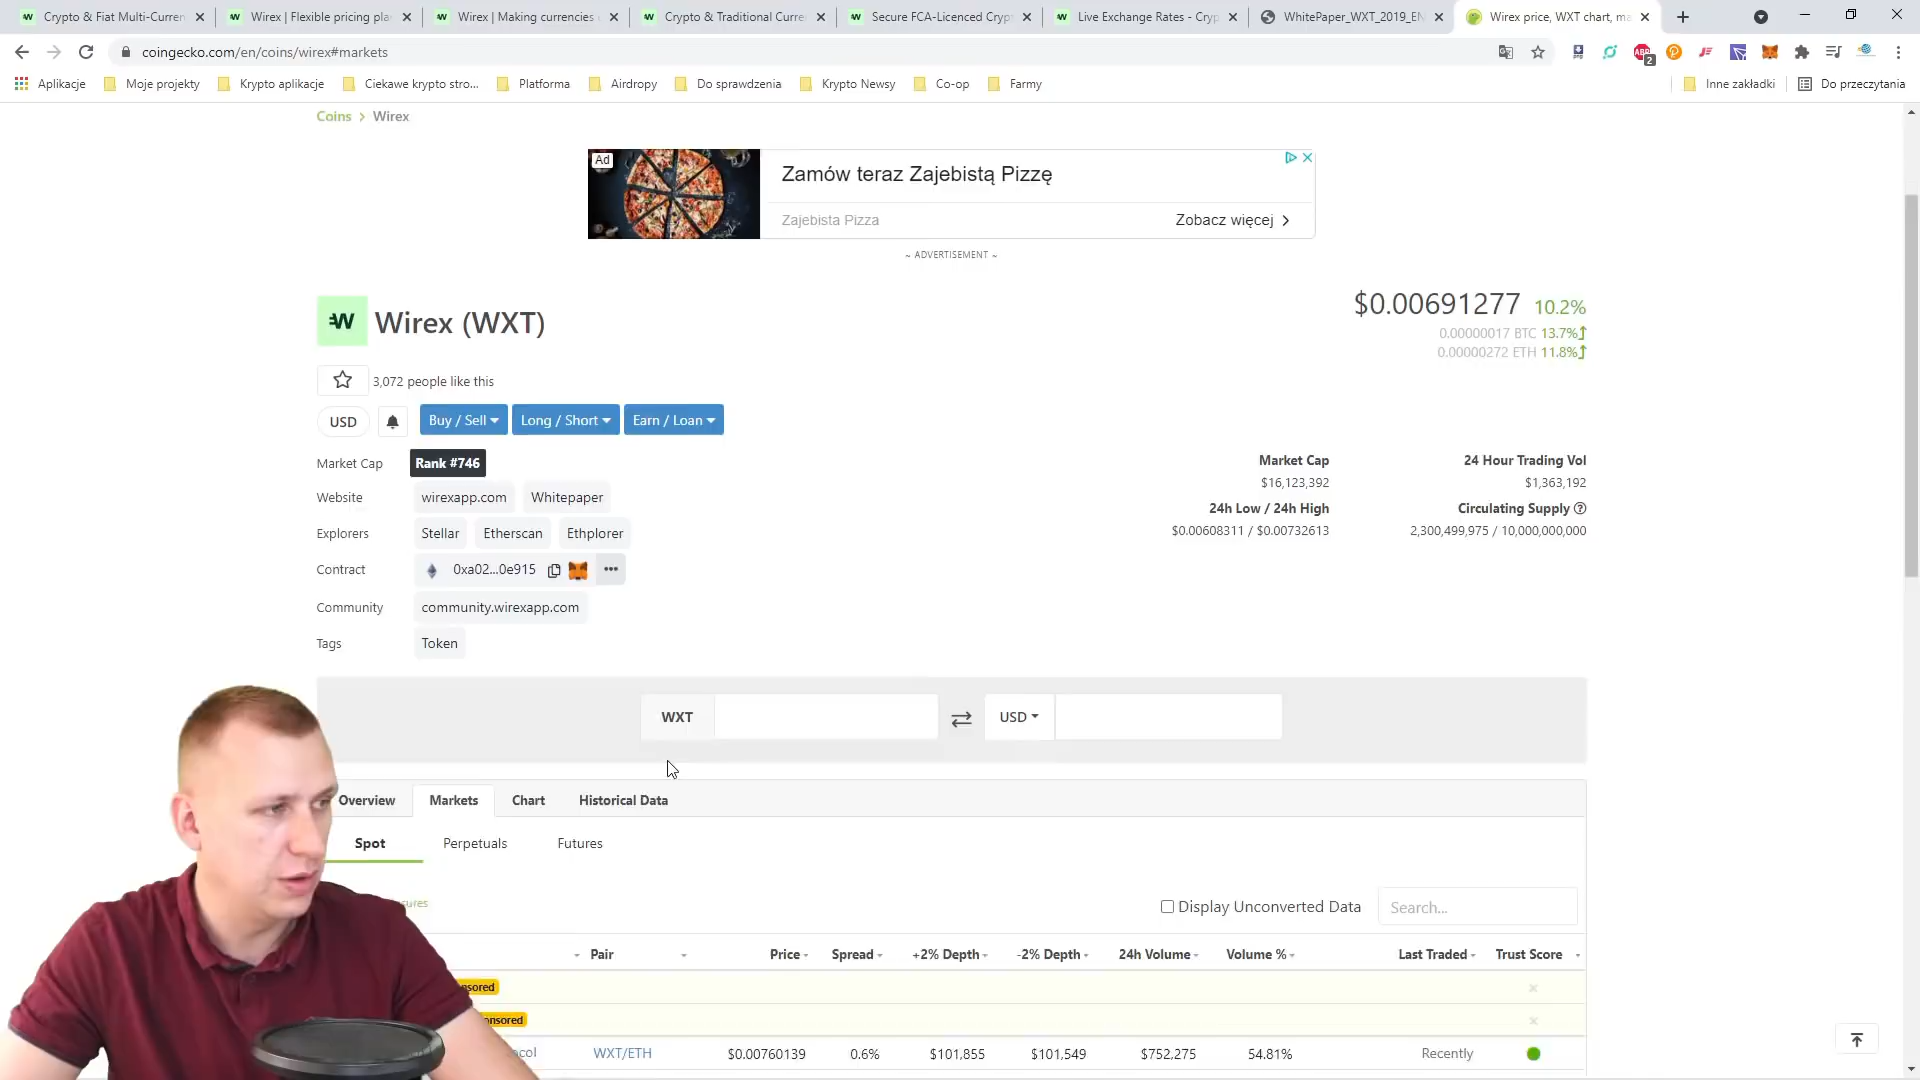 Crypto & Fiat Multi-Curren
Wirex | Flexible pricing pla
Wirex | Making currencies
Crypto & Traditional Curre
Secure FCA-Licenced Crypt
Live Exchange Rates - Cryp
WhitePaper_WXT_2019_EN
Wirex price, WXT chart, ma
coingecko.com/en/coins/wirex#markets
Aplikacje
Moje projekty
Krypto aplikacje
Ciekawe krypto stro...
Platforma
Airdropy
Do sprawdzenia
Krypto Newsy
Co-op
Farmy
Inne zakładki
Do przeczytania
Coins > Wirex
Ad
Zamów teraz Zajebistą Pizzę
Zajebista Pizza
Zobacz więcej >
~ ADVERTISEMENT ~
W
Wirex (WXT)
$0.00691277 10.2%
0.00000017 BTC 13.7%
0.00000272 ETH 11.8%
3,072 people like this
USD
Buy / Sell
Long / Short
Earn / Loan
Market Cap
Rank #746
Website
wirexapp.com
Whitepaper
Explorers
Stellar
Etherscan
Ethplorer
Contract
0xa02...0e915
Community
community.wirexapp.com
Tags
Token
Market Cap
$16,123,392
24 Hour Trading Vol
$1,363,192
24h Low / 24h High
$0.00608311 / $0.00732613
Circulating Supply
2,300,499,975 / 10,000,000,000
WXT
USD
Overview
Markets
Chart
Historical Data
Spot
Perpetuals
Futures
Display Unconverted Data
Search...
Pair
Price
Spread
+2% Depth
-2% Depth
24h Volume
Volume %
Last Traded
Trust Score
WXT/ETH
$0.00760139
0.6%
$101,855
$101,549
$752,275
54.81%
Recently